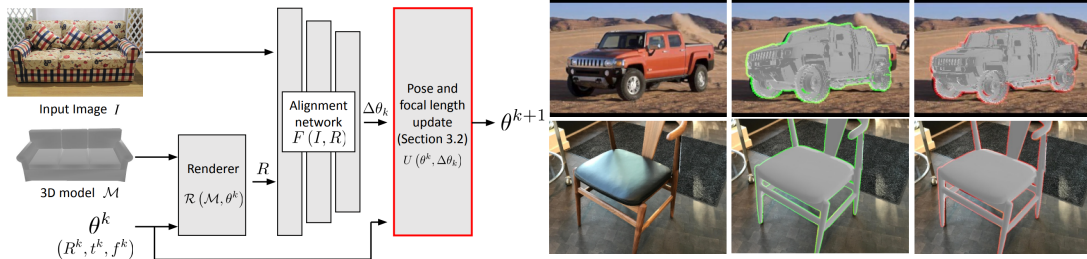 Input Image I
3D model ℳ
θ^k
(R^k, t^k, f^k)
Renderer
ℛ (ℳ, θ^k)
R
Alignment
network
F (I, R)
Δθ_k
Pose and
focal length
update
(Section 3.2)
U (θ^k, Δθ_k)
θ^{k+1}